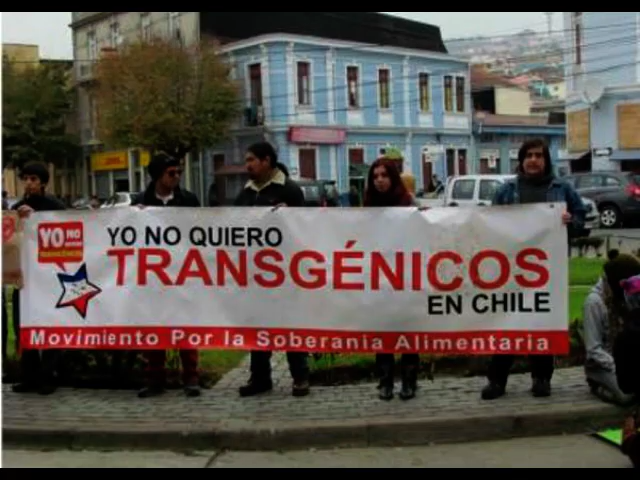 YO NO
YO NO QUIERO
TRANSGÉNICOS
EN CHILE
Movimiento Por la Soberania Alimentaria